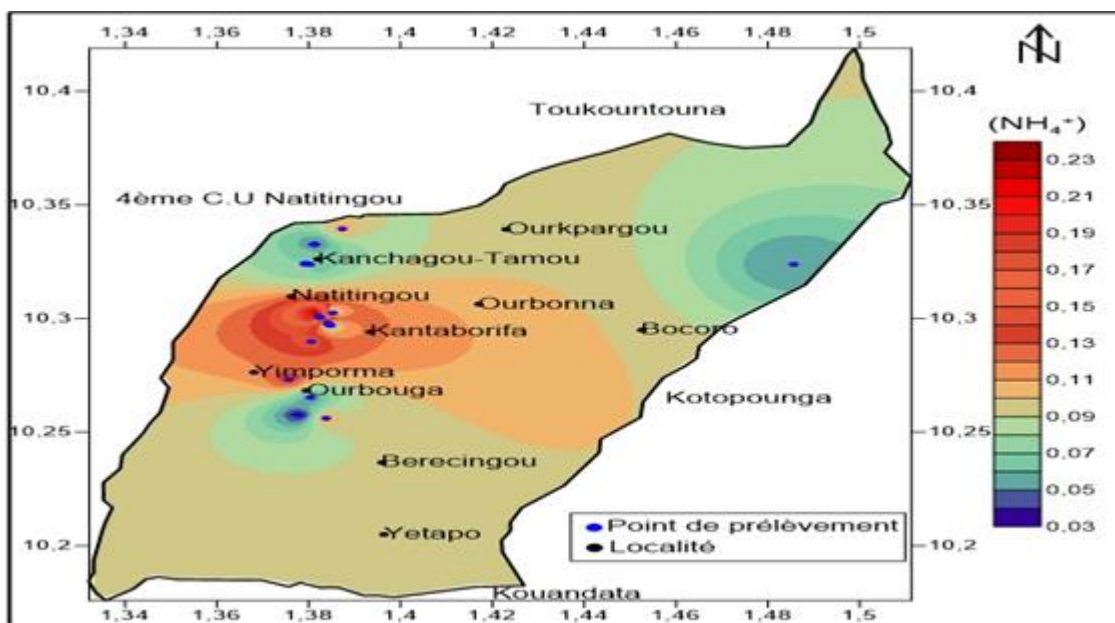 1,34 1,36 1,38 1,4 1,42 1,44 1,46 1,48 1,5
N
10,4 10,4
Toukountouna
(NH₄⁺)
0,23
4ème C.U Natitingou
0,21
10,35 10,35
Ourkpargou
0,19
Kanchagou-Tamou
0,17
Natitingou
Ourbonna
0,15
10,3 10,3
Kantaborifa
Bocoro
0,13
Yimporma
0,11
Ourbouga
Kotopounga
0,09
10,25 10,25
0,07
Berecingou
0,05
Point de prélèvement
0,03
Yetapo
Localité
10,2 10,2
Kouandata
1,34 1,36 1,38 1,4 1,42 1,44 1,46 1,48 1,5